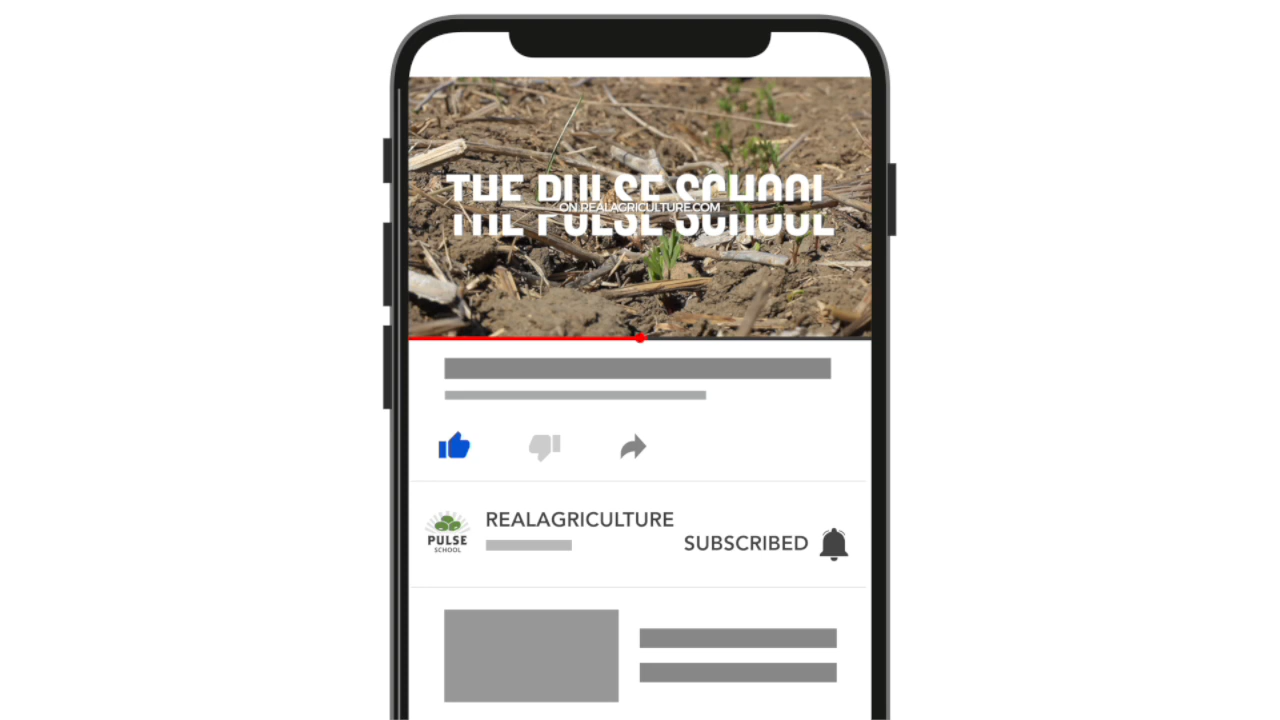 THE PULSE SCHOOL
ON REALAGRICULTURE.COM
REALAGRICULTURE
PULSE
SCHOOL
SUBSCRIBED